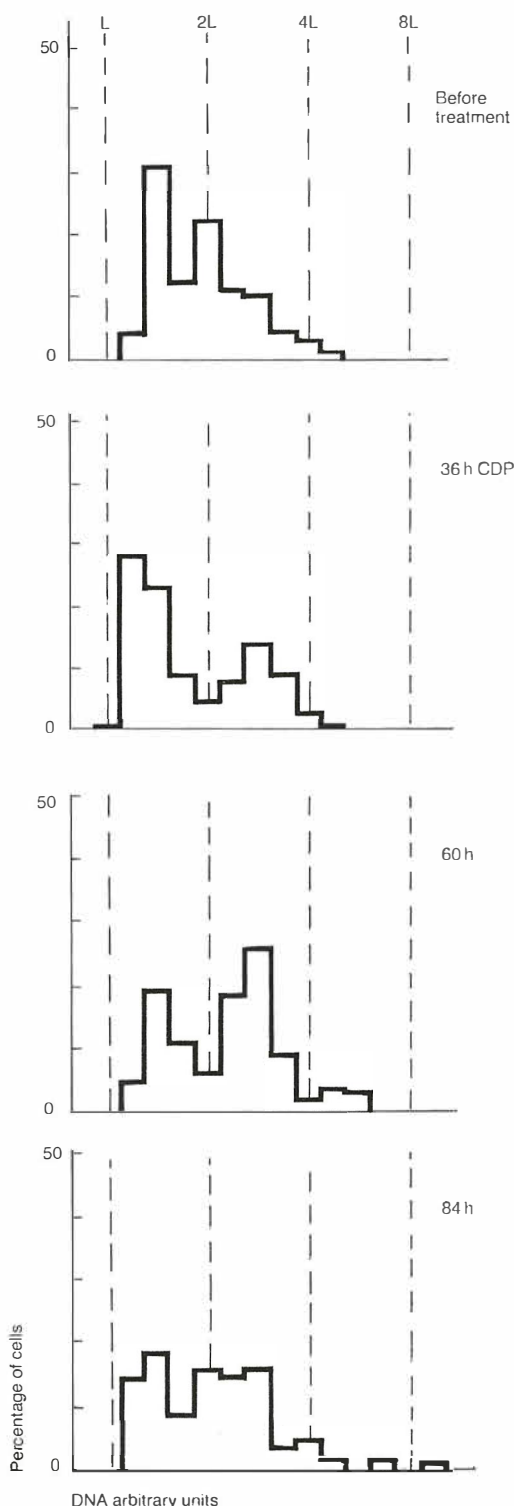 L 2L 4L 8L
50
Before
treatment
0
50
36 h CDP
0
50
60 h
0
50
84 h
Percentage of cells
0
DNA arbitrary units